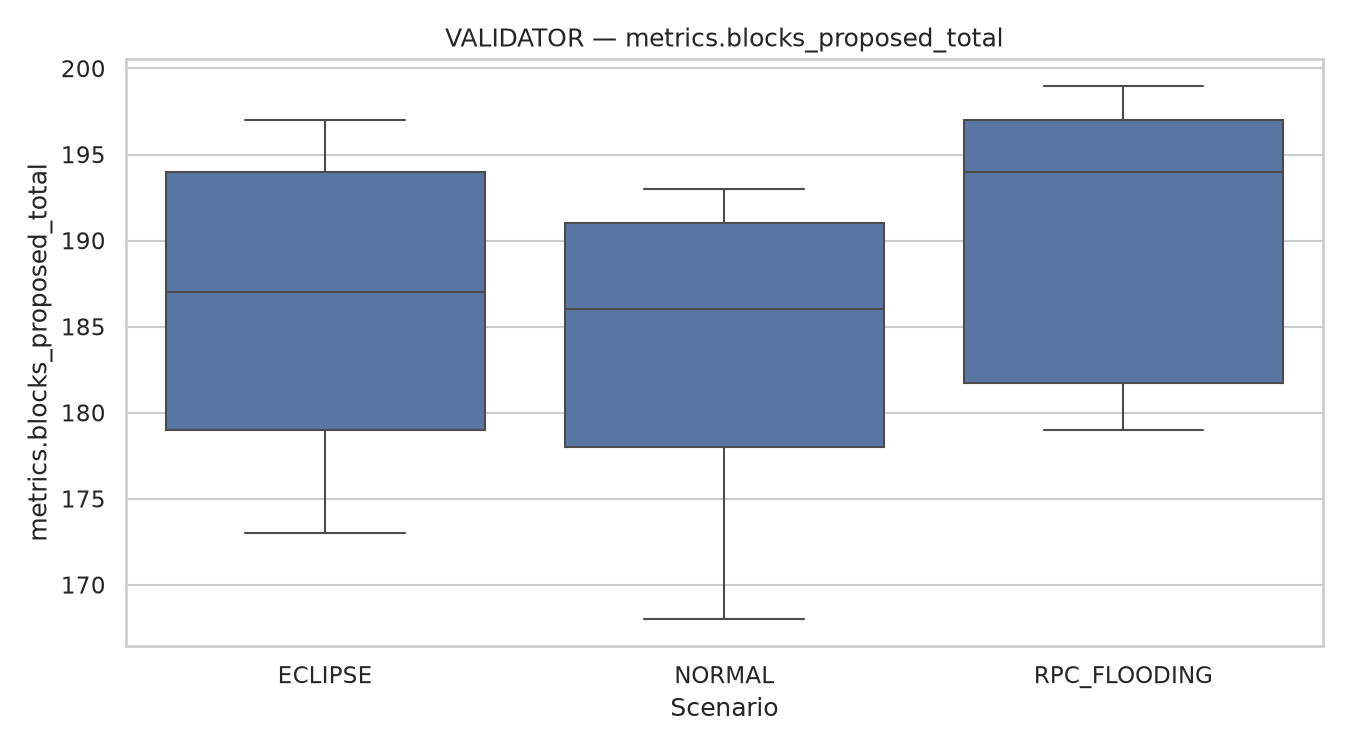 VALIDATOR — metrics.blocks_proposed_total
metrics.blocks_proposed_total
200
195
190
185
180
175
170
ECLIPSE
NORMAL
RPC_FLOODING
Scenario